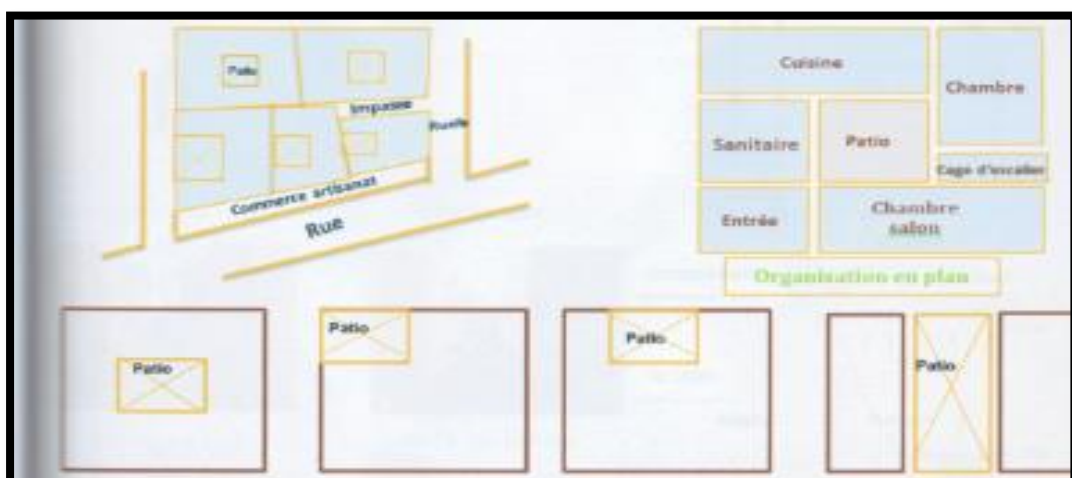 Patio
Impasse
Ruelle
Commerce artisanat
Rue
Cuisine
Chambre
Sanitaire
Patio
Cage d'escalier
Entrée
Chambre
salon
Organisation en plan
Patio
Patio
Patio
Patio